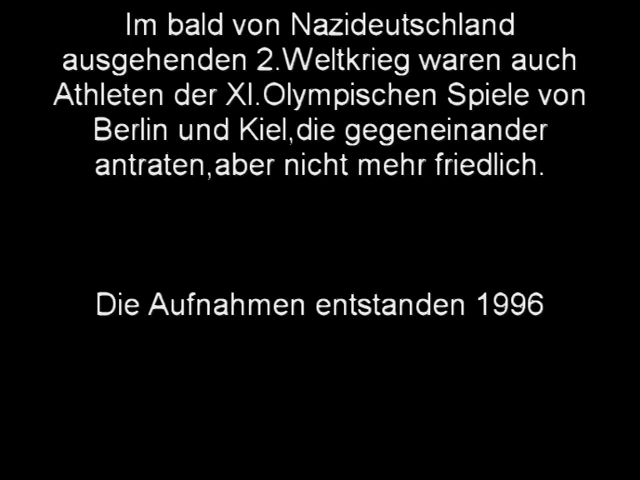 Im bald von Nazideutschland
ausgehenden 2.Weltkrieg waren auch
Athleten der XI.Olympischen Spiele von
Berlin und Kiel,die gegeneinander
antraten,aber nicht mehr friedlich.
Die Aufnahmen entstanden 1996